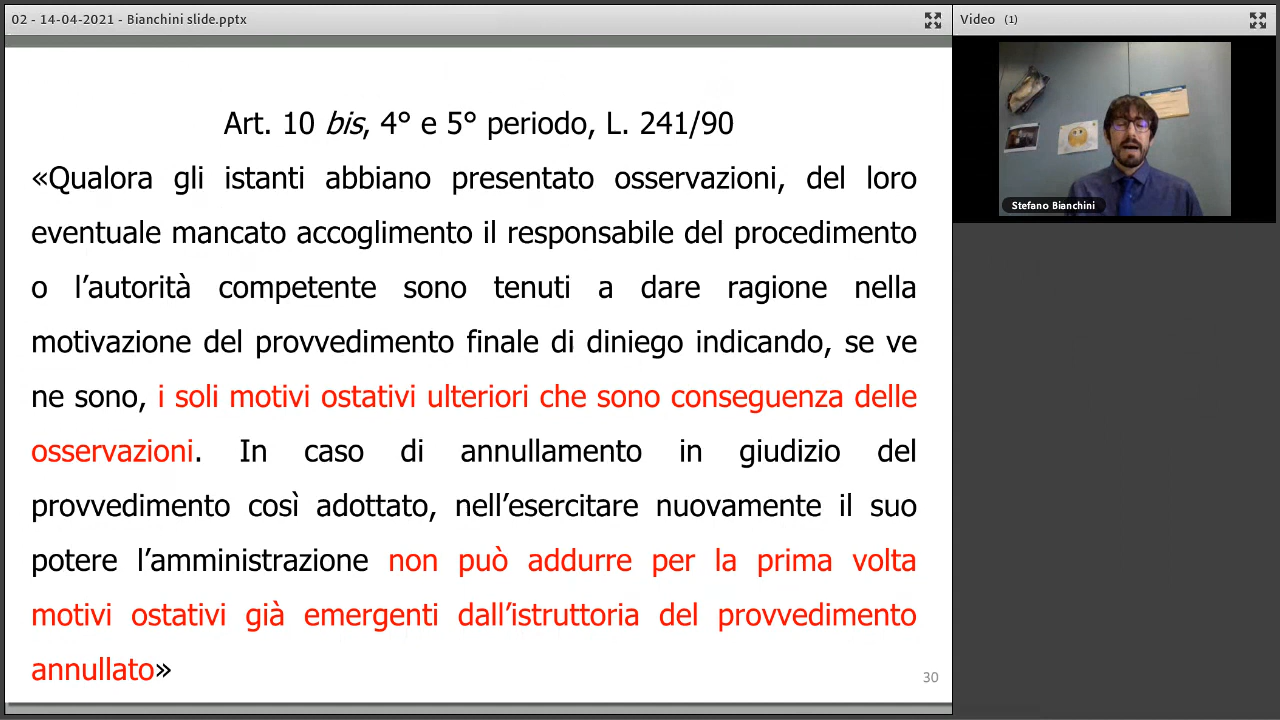 02 - 14-04-2021 - Bianchini slide.pptx
Video (1)
Stefano Bianchini
Art. 10 bis, 4° e 5° periodo, L. 241/90
«Qualora gli istanti abbiano presentato osservazioni, del loro
eventuale mancato accoglimento il responsabile del procedimento
o l’autorità competente sono tenuti a dare ragione nella
motivazione del provvedimento finale di diniego indicando, se ve
ne sono, i soli motivi ostativi ulteriori che sono conseguenza delle
osservazioni. In caso di annullamento in giudizio del
provvedimento così adottato, nell’esercitare nuovamente il suo
potere l’amministrazione non può addurre per la prima volta
motivi ostativi già emergenti dall’istruttoria del provvedimento
annullato»
30